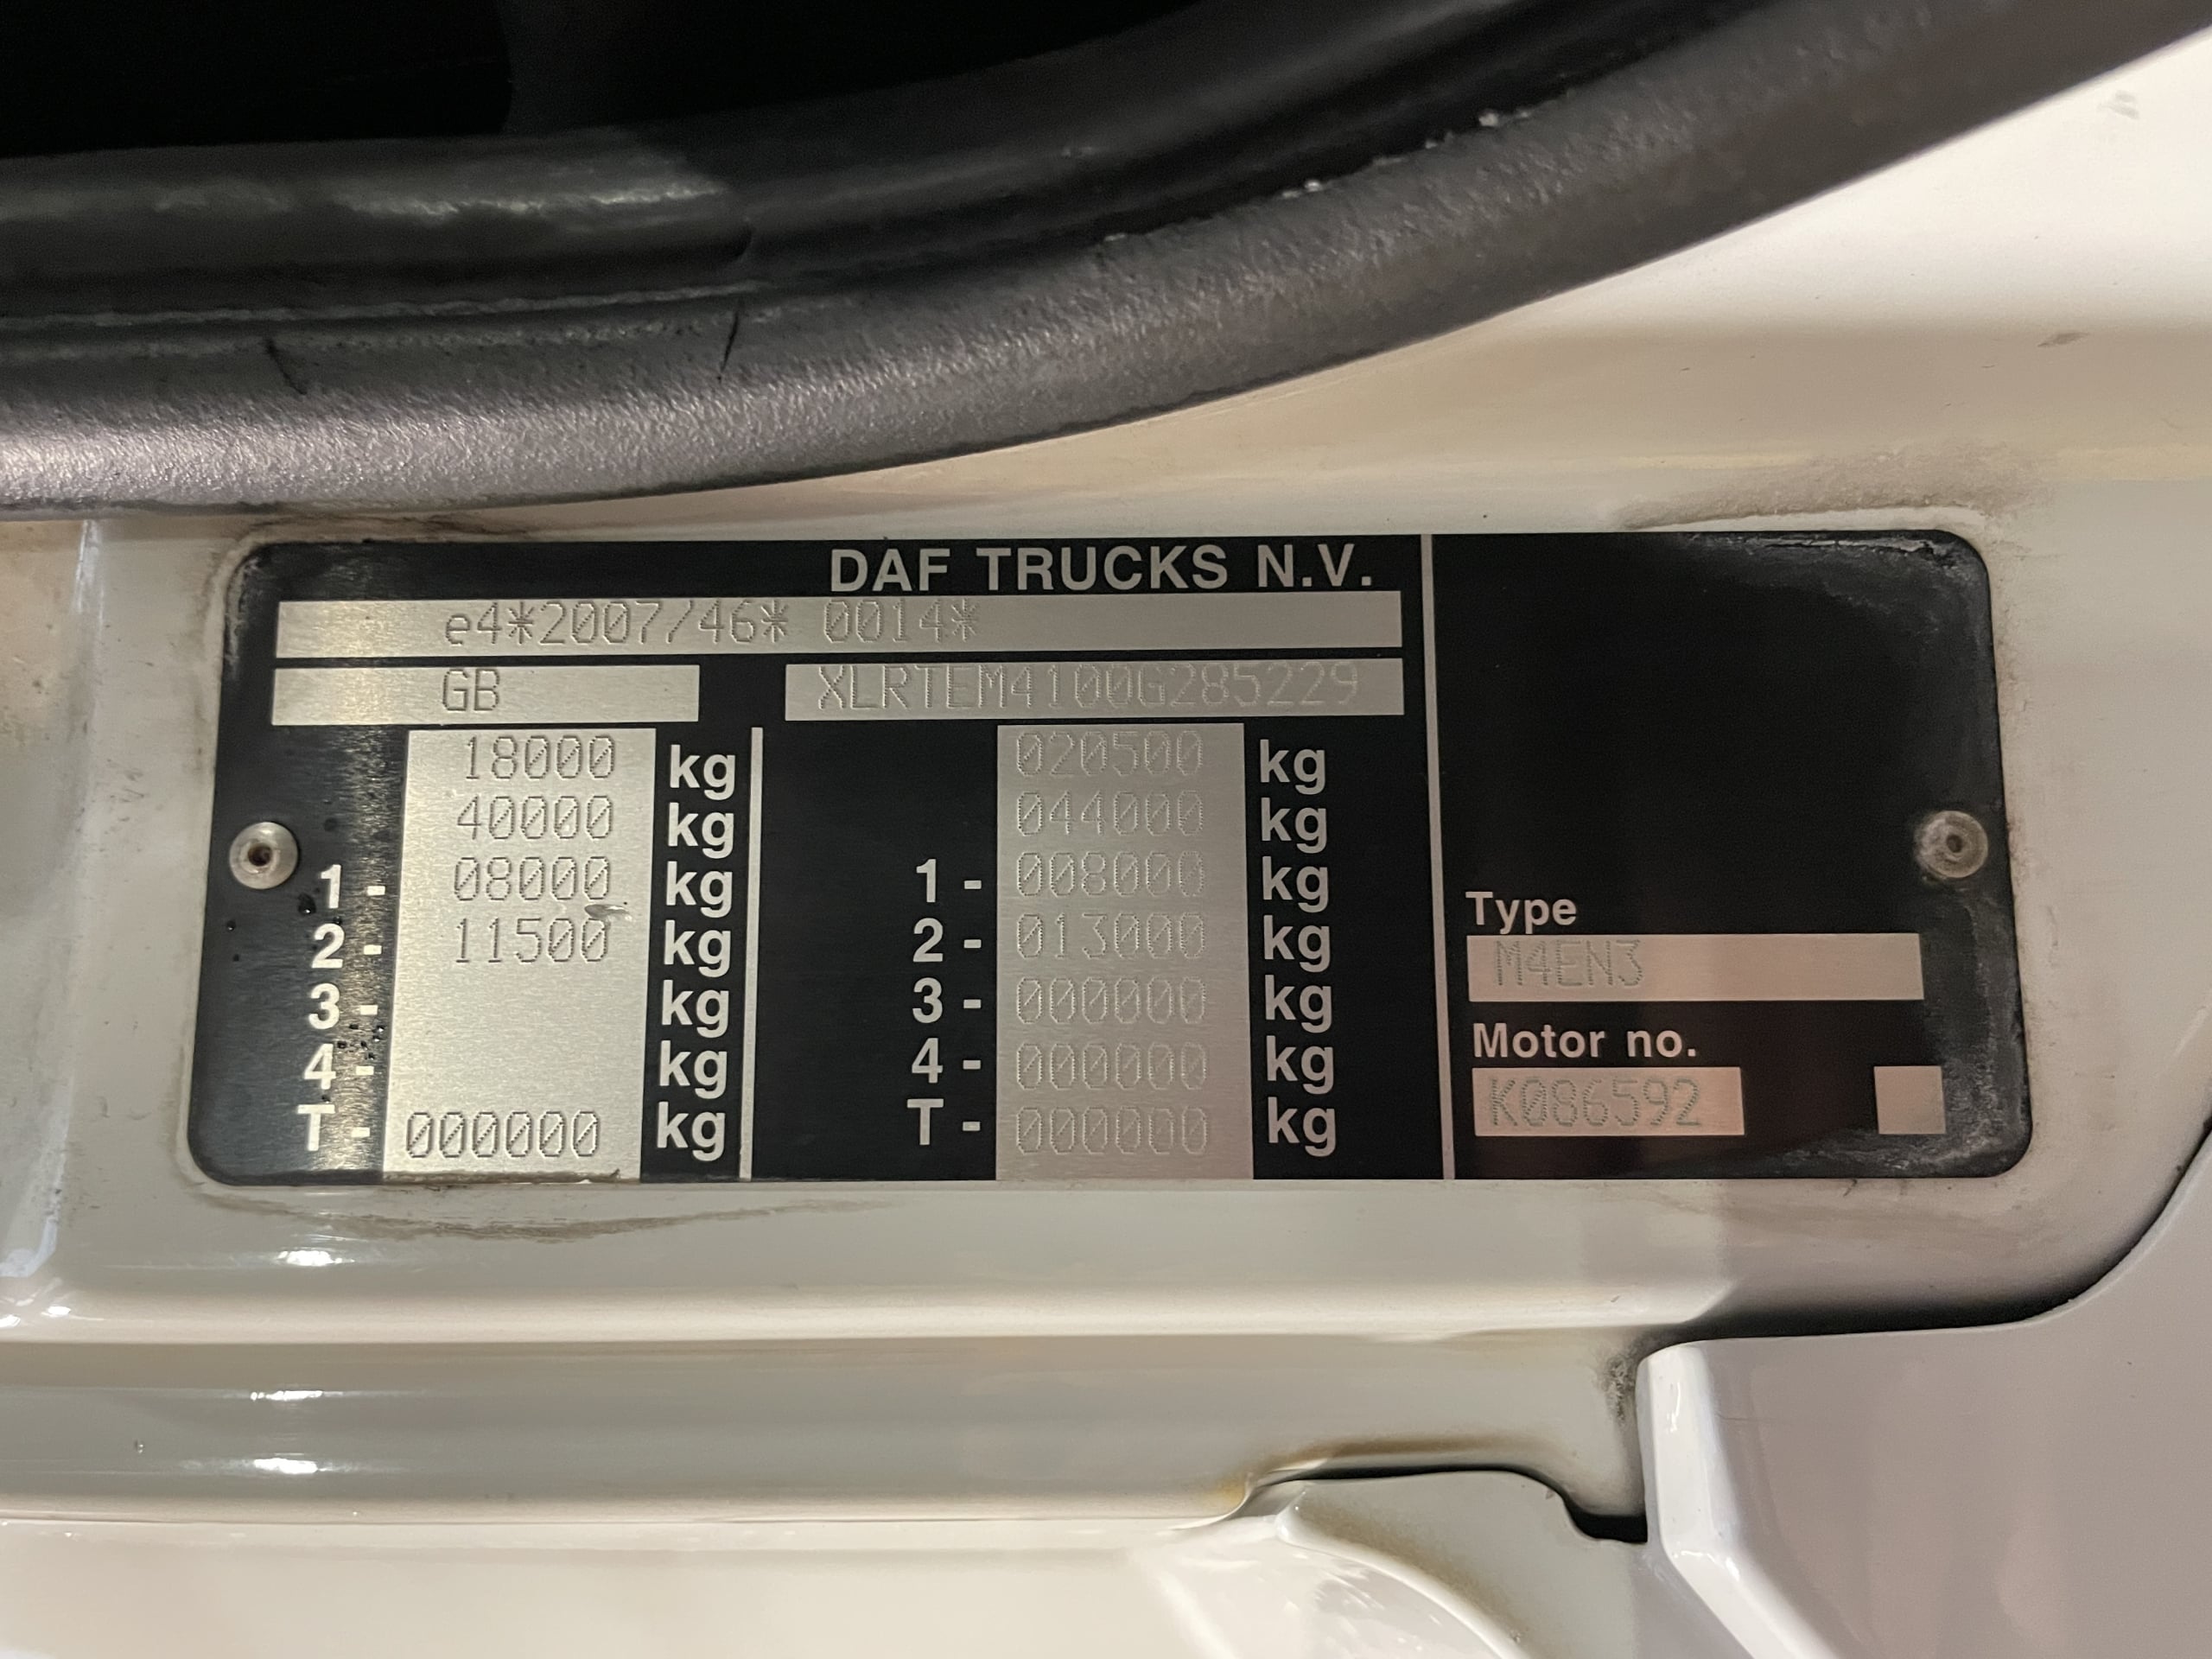 DAF TRUCKS N.V.
e4*2007/46* 0014*
GB XLRTEM4100G285229
18000 kg 020500 kg
40000 kg 044000 kg
1- 08000 kg 1- 008000 kg
2- 11500 kg 2- 013000 kg
3- kg 3- 000000 kg
4- kg 4- 000000 kg
T- 000000 kg T- 000000 kg
Type
M4EN3
Motor no.
K086592